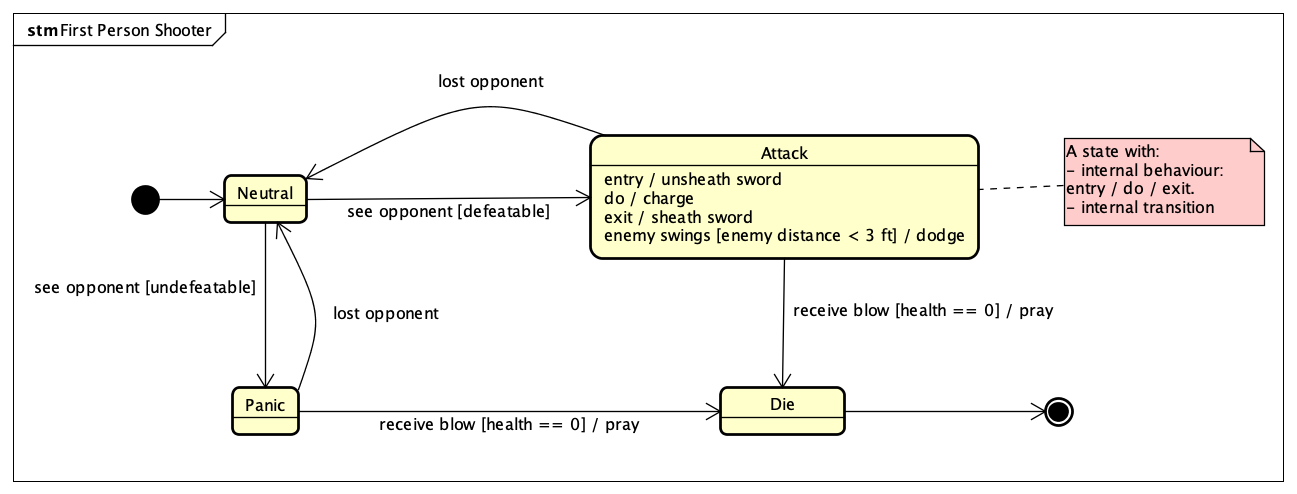 stm First Person Shooter
lost opponent
Attack
entry / unsheath sword
do / charge
exit / sheath sword
enemy swings [enemy distance < 3 ft] / dodge
A state with:
- internal behaviour:
entry / do / exit.
- internal transition
Neutral
see opponent [defeatable]
see opponent [undefeatable]
lost opponent
receive blow [health == 0] / pray
Panic
receive blow [health == 0] / pray
Die